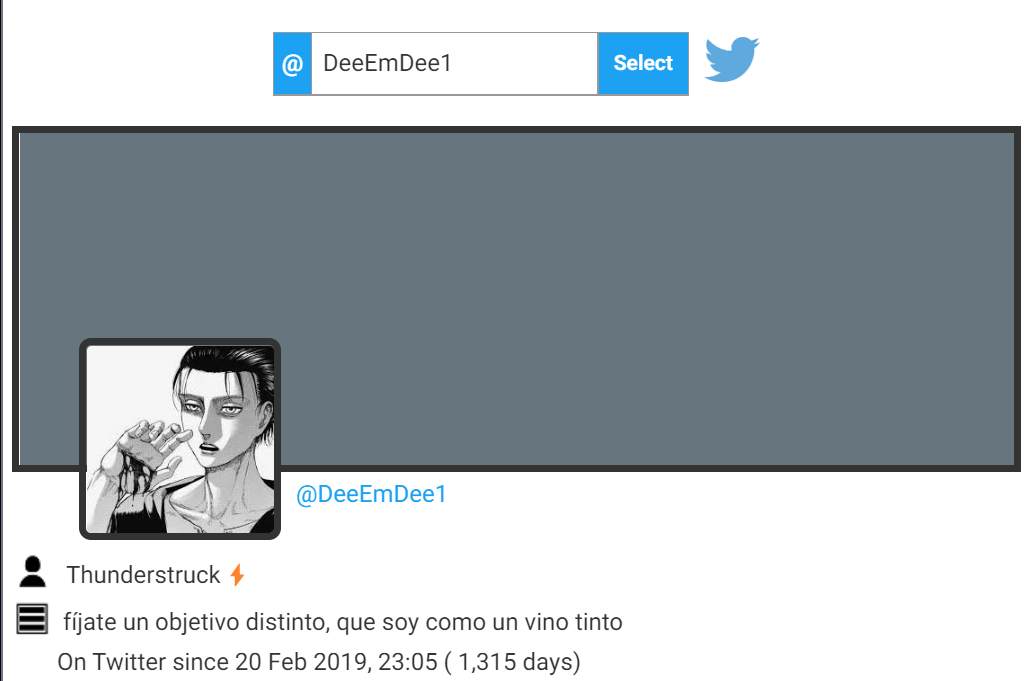 @ DeeEmDee1 Select
@DeeEmDee1
Thunderstruck
fíjate un objetivo distinto, que soy como un vino tinto
On Twitter since 20 Feb 2019, 23:05 ( 1,315 days)